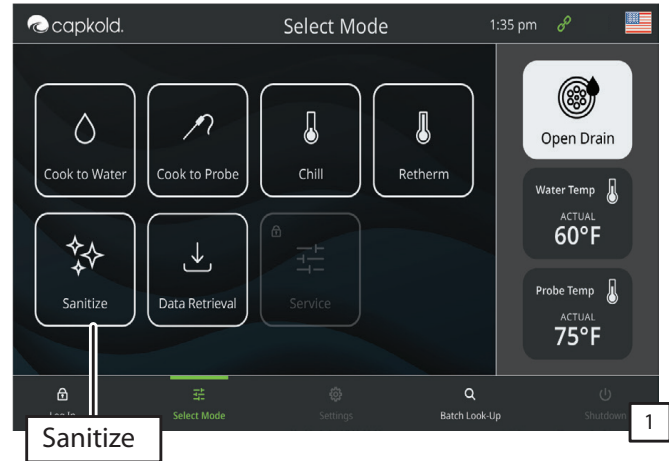 capkold.
Select Mode
1:35 pm
Cook to Water
Cook to Probe
Chill
Retherm
Sanitize
Data Retrieval
Service
Open Drain
Water Temp
ACTUAL
60°F
Probe Temp
ACTUAL
75°F
Select Mode
Settings
Batch Look-Up
Shutdown
Sanitize
1